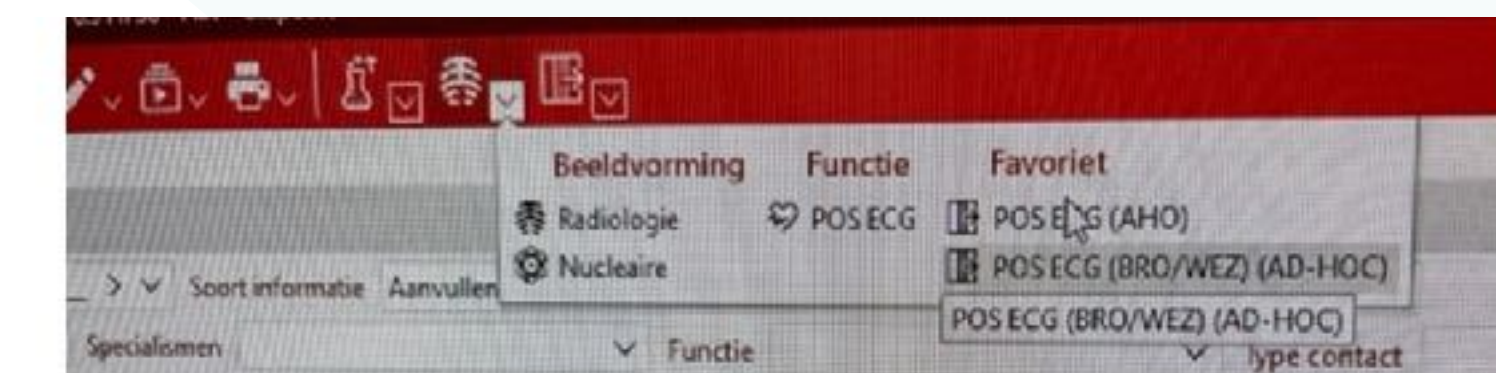 Beeldvorming Functie Favoriet
Radiologie POS ECG POS ECG (AHO)
Nucleaire POS ECG (BRO/WEZ) (AD-HOC)
Soort informatie Aanvullen
POS ECG (BRO/WEZ) (AD-HOC)
Specialismen Functie Type contact